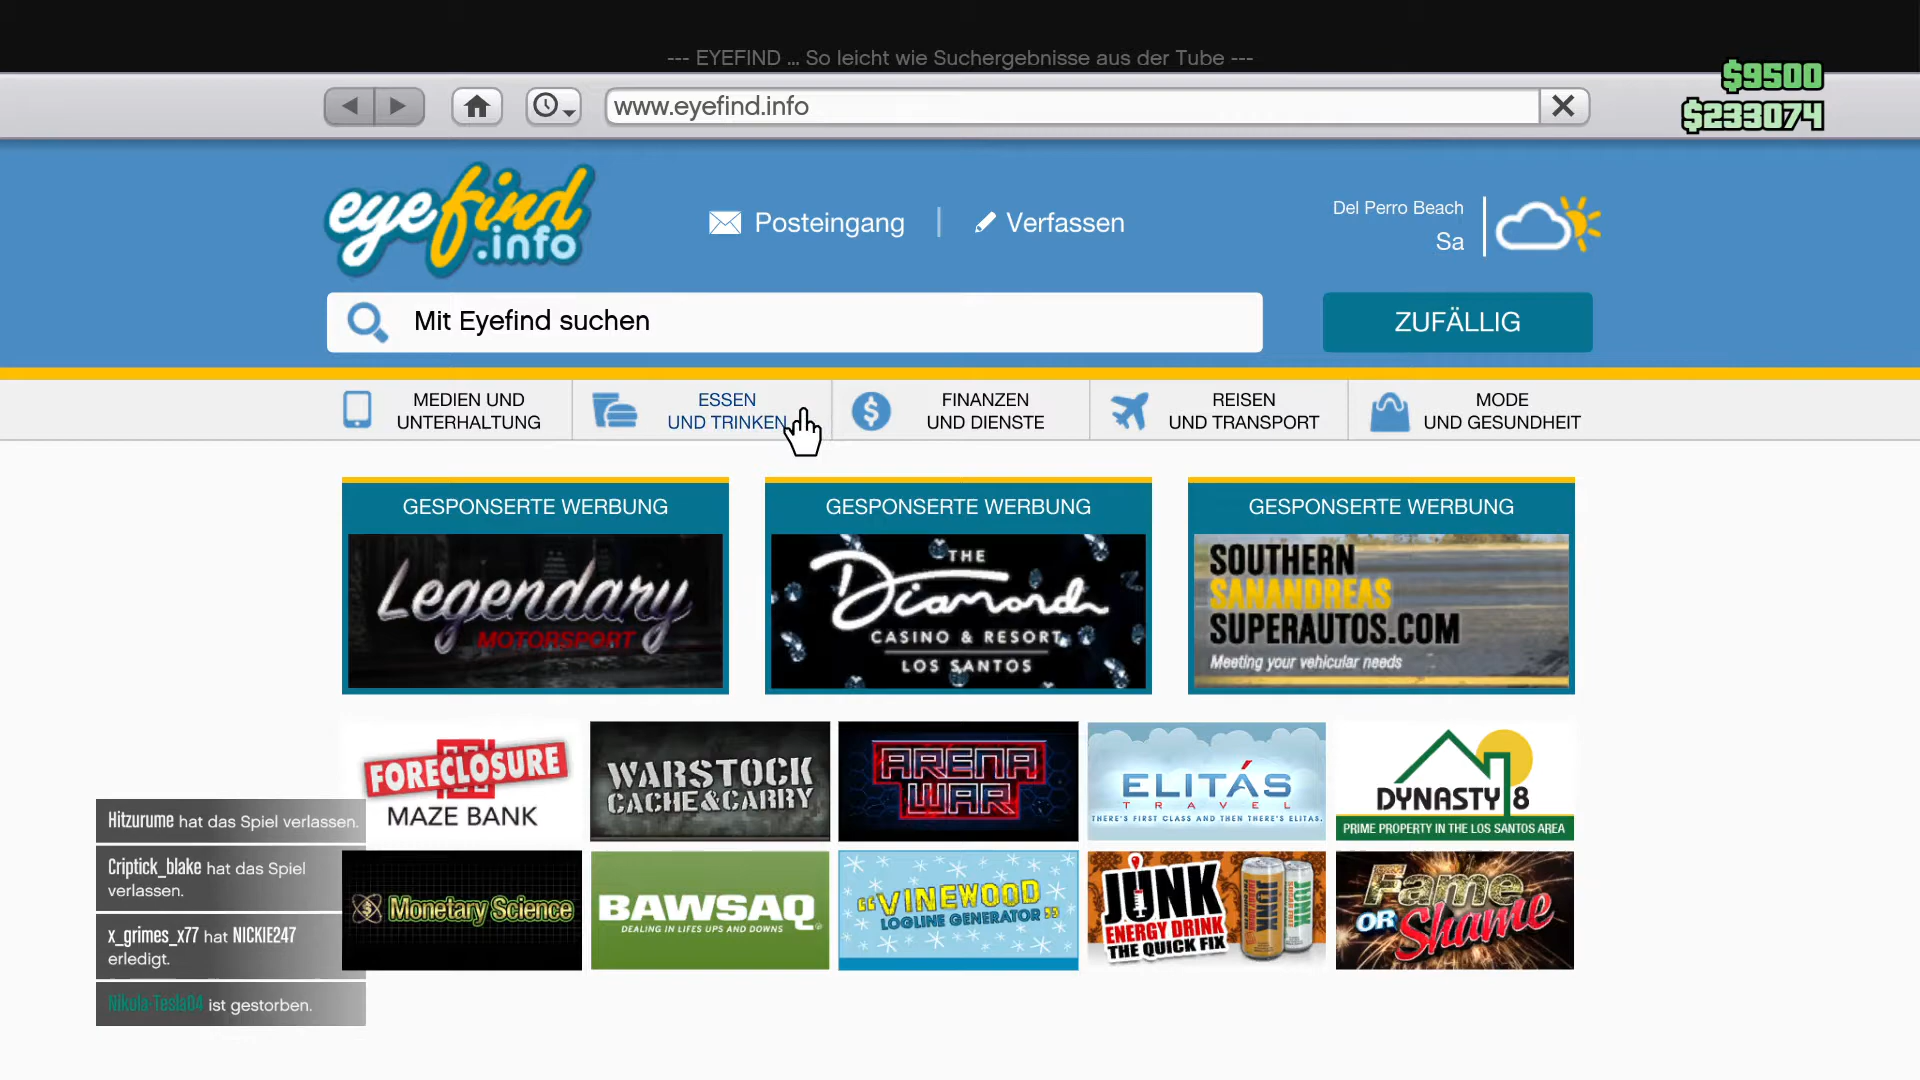 --- EYEFIND ... So leicht wie Suchergebnisse aus der Tube ---
$9500
$233074
www.eyefind.info
eyefind
.info
Posteingang
Verfassen
Del Perro Beach
Sa
Mit Eyefind suchen
ZUFÄLLIG
MEDIEN UND
UNTERHALTUNG
ESSEN
UND TRINKEN
FINANZEN
UND DIENSTE
REISEN
UND TRANSPORT
MODE
UND GESUNDHEIT
GESPONSERTE WERBUNG
Legendary
MOTORSPORT
GESPONSERTE WERBUNG
THE
Diamond
CASINO & RESORT
LOS SANTOS
GESPONSERTE WERBUNG
SOUTHERN
SANANDREAS
SUPERAUTOS.COM
Meeting your vehicular needs
FORECLOSURE
MAZE BANK
WARSTOCK
CACHE&CARRY
ARENA
WAR
ELITÁS
TRAVEL
THERE'S FIRST CLASS AND THEN THERE'S ELITAS.
DYNASTY 8
PRIME PROPERTY IN THE LOS SANTOS AREA
Monetary Science
BAWSAQ
DEALING IN LIFES UPS AND DOWNS
"VINEWOOD
LOGLINE GENERATOR"
JUNK
ENERGY DRINK
THE QUICK FIX
Fame
OR Shame
Hitzurume hat das Spiel verlassen.
Criptick_blake hat das Spiel
verlassen.
x_grimes_x77 hat NICKIE247
erledigt.
Nikola-Tesla04 ist gestorben.